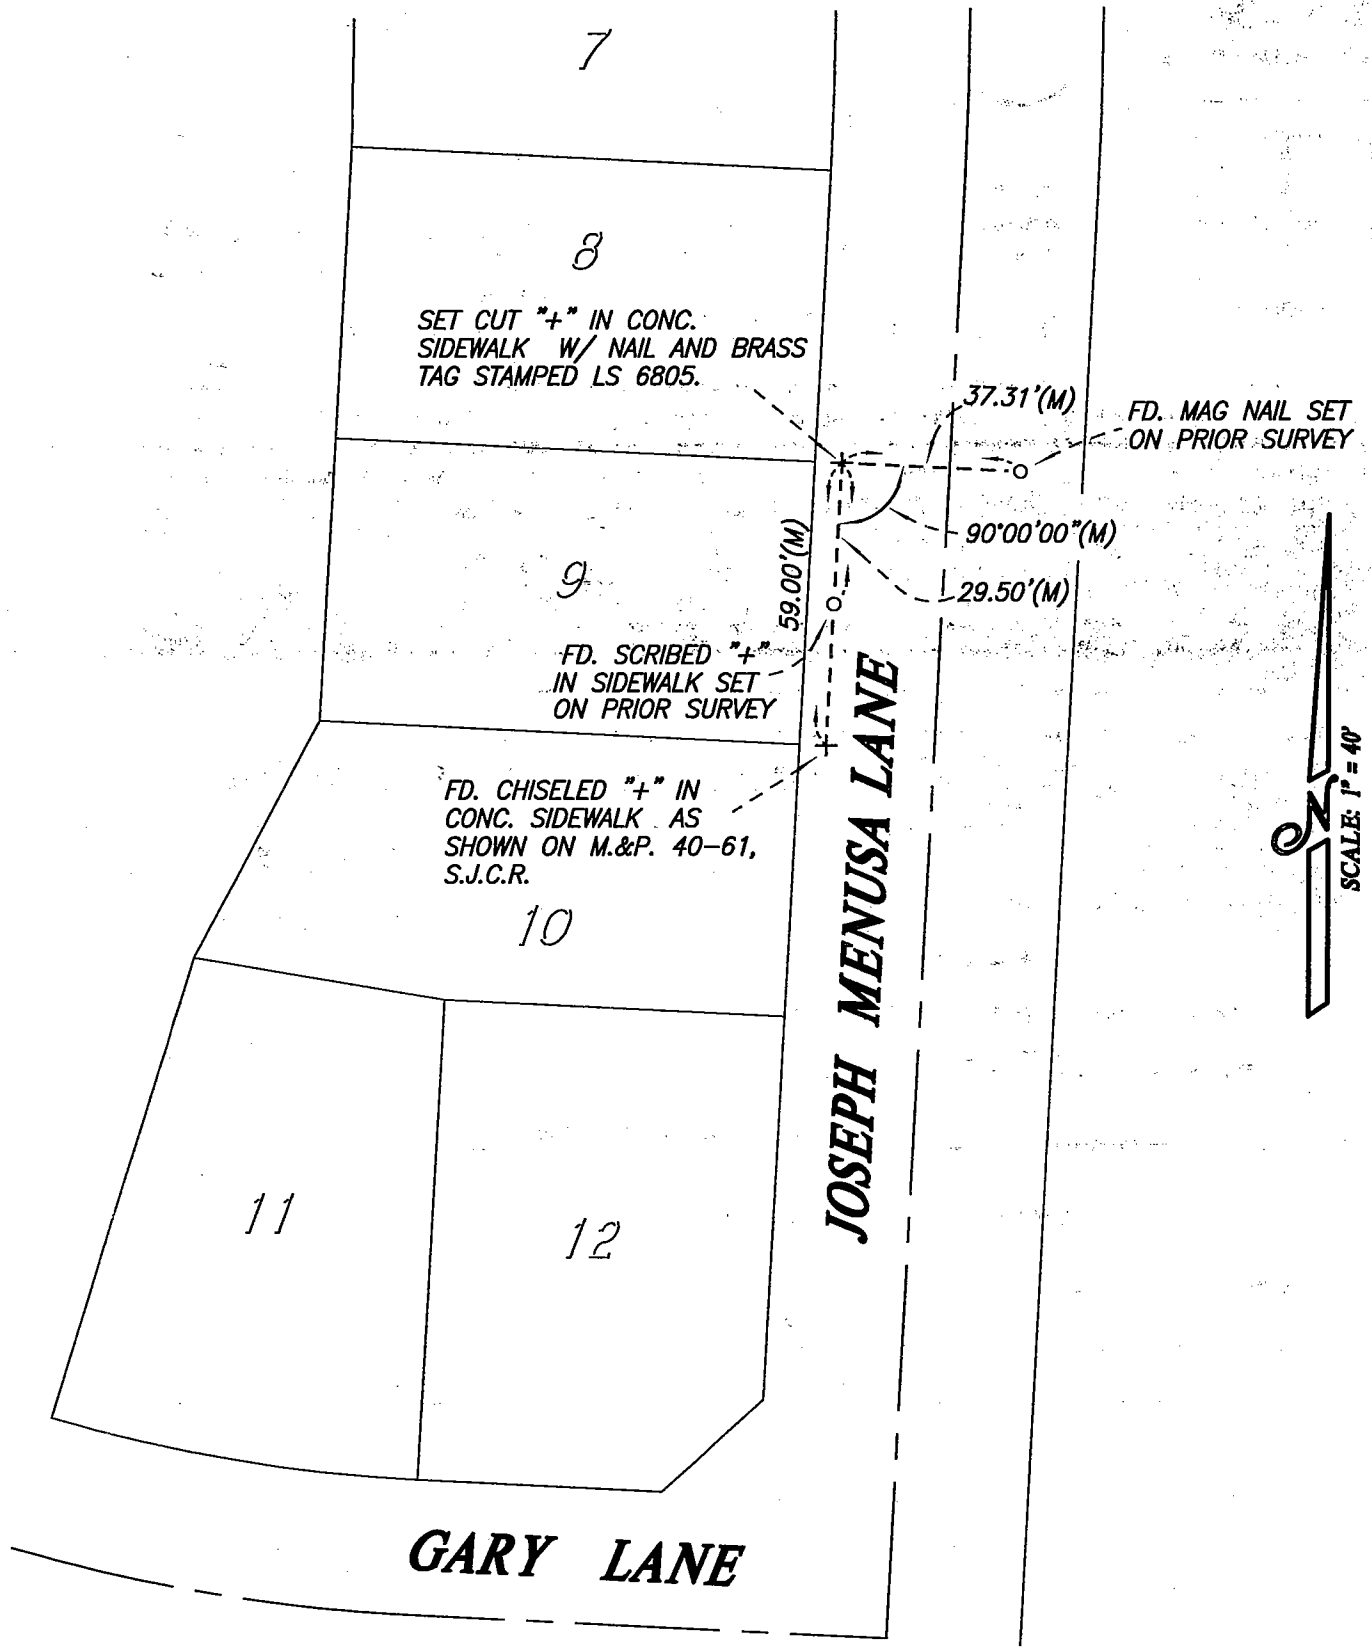 7
8
SET CUT "+" IN CONC.
SIDEWALK W/ NAIL AND BRASS
TAG STAMPED LS 6805.
37.31'(M)
FD. MAG NAIL SET
ON PRIOR SURVEY
90°00'00"(M)
29.50'(M)
59.00'(M)
9
FD. SCRIBED "+"
IN SIDEWALK SET
ON PRIOR SURVEY
FD. CHISELED "+" IN
CONC. SIDEWALK AS
SHOWN ON M.&P. 40-61,
S.J.C.R.
10
JOSEPH MENUSA LANE
N
SCALE: 1" = 40'
11
12
GARY LANE